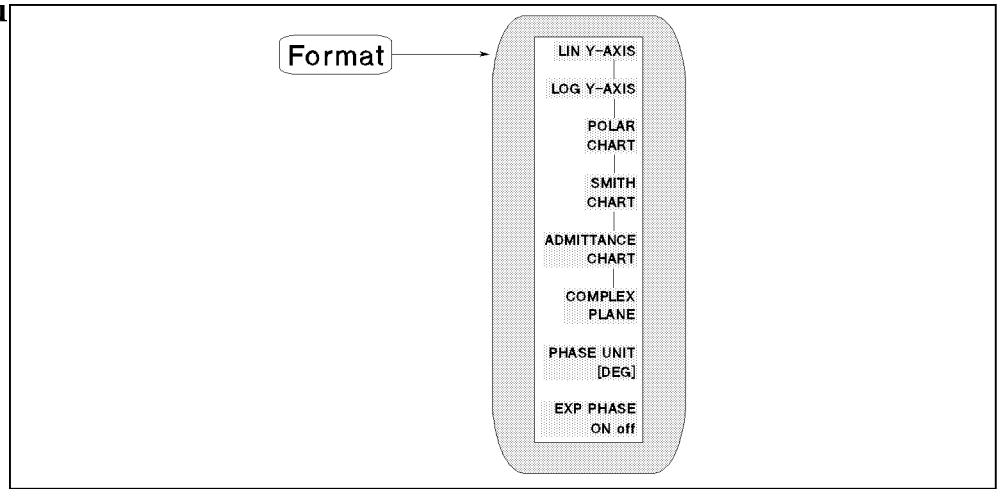 Format
LIN Y-AXIS
LOG Y-AXIS
POLAR
CHART
SMITH
CHART
ADMITTANCE
CHART
COMPLEX
PLANE
PHASE UNIT
[DEG]
EXP PHASE
ON off